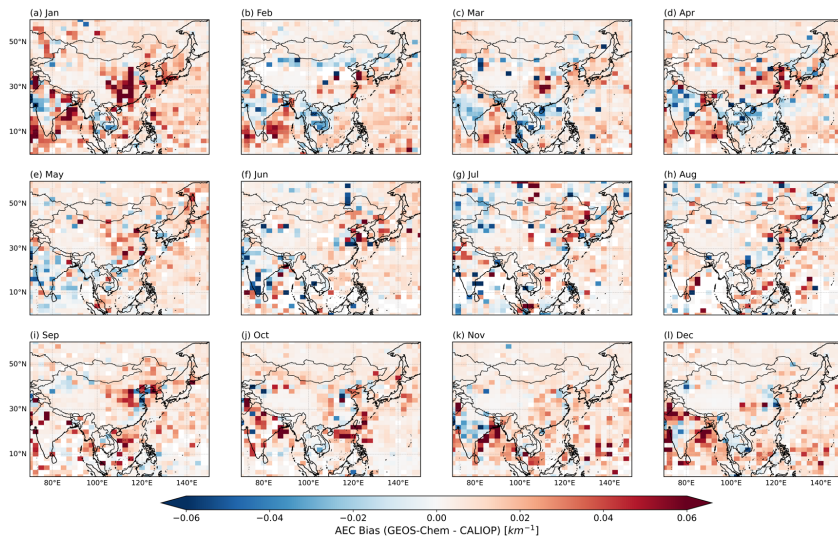 (a) Jan
(b) Feb
(c) Mar
(d) Apr
50°N
30°N
10°N
(e) May
(f) Jun
(g) Jul
(h) Aug
50°N
30°N
10°N
(i) Sep
(j) Oct
(k) Nov
(l) Dec
50°N
30°N
10°N
80°E 100°E 120°E 140°E 80°E 100°E 120°E 140°E 80°E 100°E 120°E 140°E 80°E 100°E 120°E 140°E
−0.06 −0.04 −0.02 0.00 0.02 0.04 0.06
AEC Bias (GEOS-Chem - CALIOP) [km⁻¹]